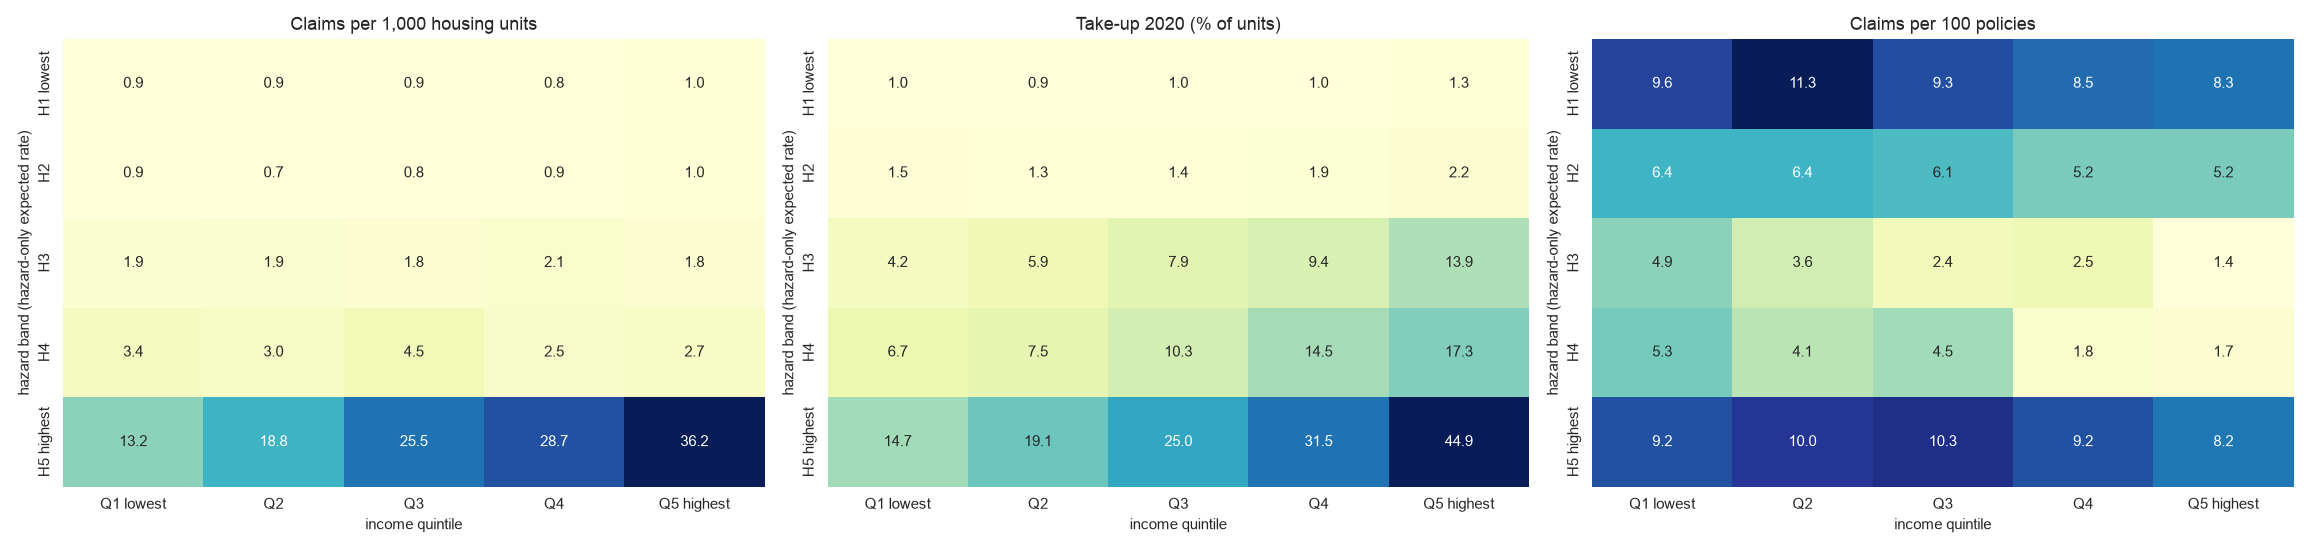 Claims per 1,000 housing units
hazard band (hazard-only expected rate)
H1 lowest
0.9 0.9 0.9 0.8 1.0
H2
0.9 0.7 0.8 0.9 1.0
H3
1.9 1.9 1.8 2.1 1.8
H4
3.4 3.0 4.5 2.5 2.7
H5 highest
13.2 18.8 25.5 28.7 36.2
Q1 lowest Q2 Q3 Q4 Q5 highest
income quintile
Take-up 2020 (% of units)
hazard band (hazard-only expected rate)
H1 lowest
1.0 0.9 1.0 1.0 1.3
H2
1.5 1.3 1.4 1.9 2.2
H3
4.2 5.9 7.9 9.4 13.9
H4
6.7 7.5 10.3 14.5 17.3
H5 highest
14.7 19.1 25.0 31.5 44.9
Q1 lowest Q2 Q3 Q4 Q5 highest
income quintile
Claims per 100 policies
hazard band (hazard-only expected rate)
H1 lowest
9.6 11.3 9.3 8.5 8.3
H2
6.4 6.4 6.1 5.2 5.2
H3
4.9 3.6 2.4 2.5 1.4
H4
5.3 4.1 4.5 1.8 1.7
H5 highest
9.2 10.0 10.3 9.2 8.2
Q1 lowest Q2 Q3 Q4 Q5 highest
income quintile